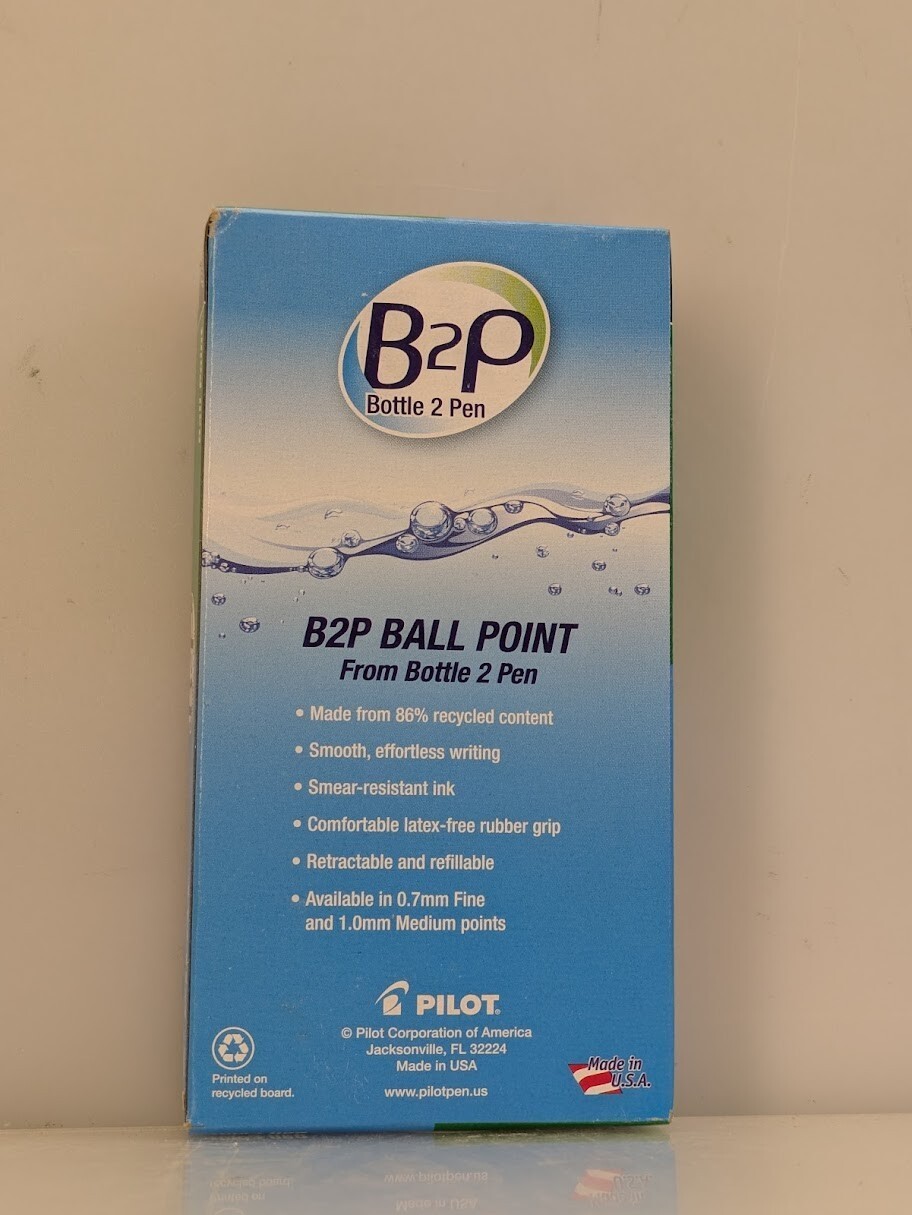 B2P
Bottle 2 Pen
B2P BALL POINT
From Bottle 2 Pen
• Made from 86% recycled content
• Smooth, effortless writing
• Smear-resistant ink
• Comfortable latex-free rubber grip
• Retractable and refillable
• Available in 0.7mm Fine
and 1.0mm Medium points
PILOT®
© Pilot Corporation of America
Jacksonville, FL 32224
Made in USA
www.pilotpen.us
Printed on
recycled board.
Made in
U.S.A.